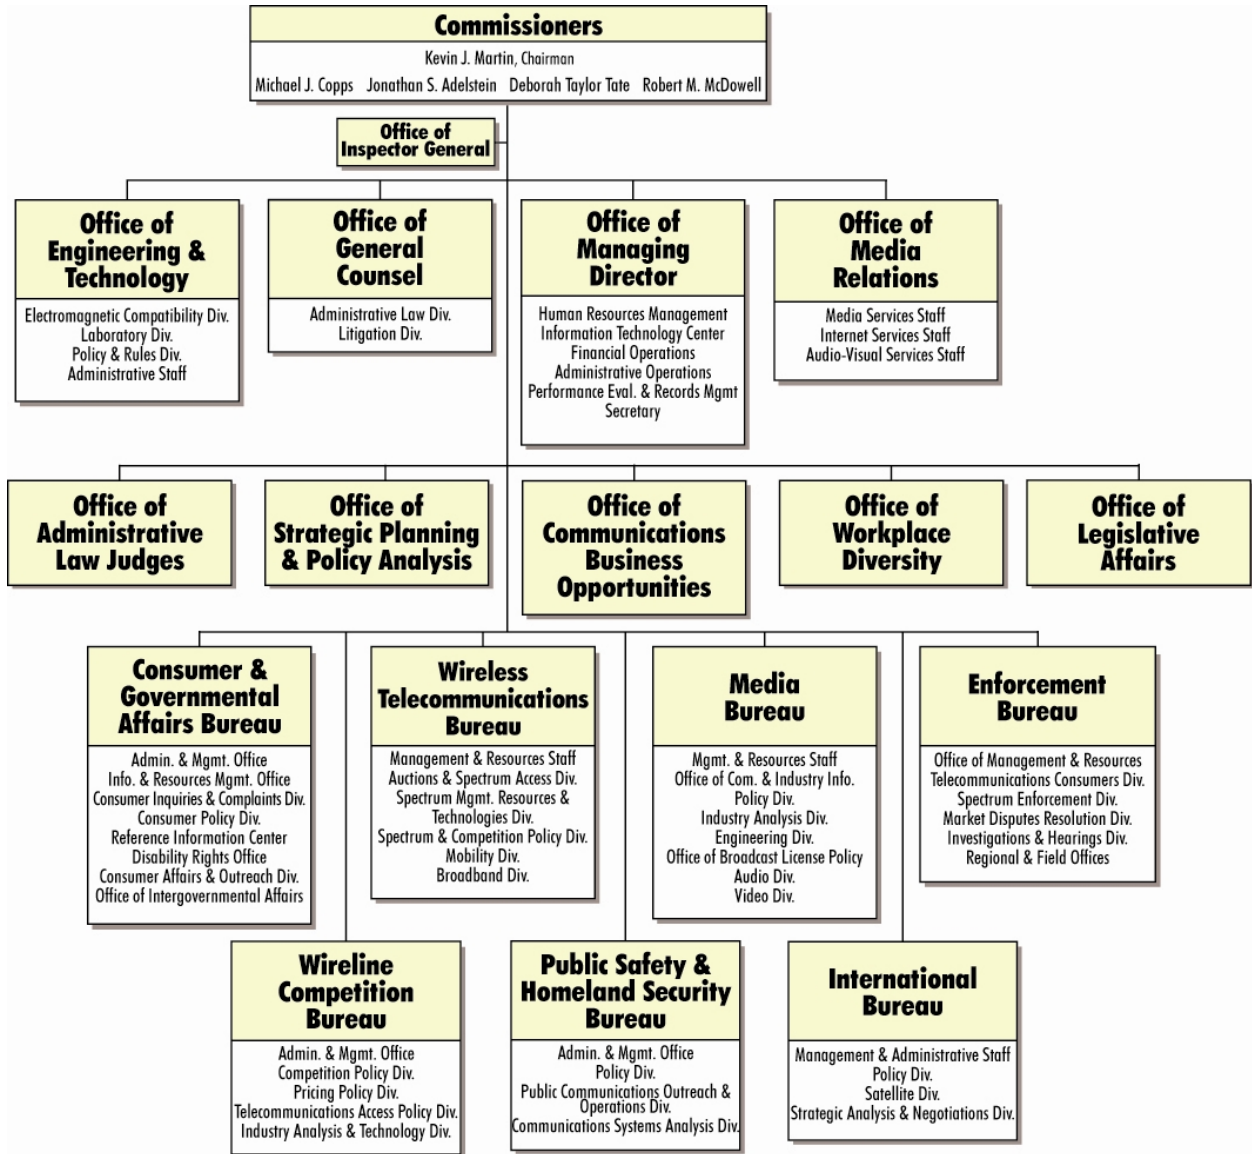 Commissioners
Kevin J. Martin, Chairman
Michael J. Copps Jonathan S. Adelstein Deborah Taylor Tate Robert M. McDowell
Office of
Inspector General
Office of
Engineering &
Technology
Electromagnetic Compatibility Div.
Laboratory Div.
Policy & Rules Div.
Administrative Staff
Office of
General
Counsel
Administrative Law Div.
Litigation Div.
Office of
Managing
Director
Human Resources Management
Information Technology Center
Financial Operations
Administrative Operations
Performance Eval. & Records Mgmt
Secretary
Office of
Media
Relations
Media Services Staff
Internet Services Staff
Audio-Visual Services Staff
Office of
Administrative
Law Judges
Office of
Strategic Planning
& Policy Analysis
Office of
Communications
Business
Opportunities
Office of
Workplace
Diversity
Office of
Legislative
Affairs
Consumer &
Governmental
Affairs Bureau
Admin. & Mgmt. Office
Info. & Resources Mgmt. Office
Consumer Inquiries & Complaints Div.
Consumer Policy Div.
Reference Information Center
Disability Rights Office
Consumer Affairs & Outreach Div.
Office of Intergovernmental Affairs
Wireless
Telecommunications
Bureau
Management & Resources Staff
Auctions & Spectrum Access Div.
Spectrum Mgmt. Resources &
Technologies Div.
Spectrum & Competition Policy Div.
Mobility Div.
Broadband Div.
Media
Bureau
Mgmt. & Resources Staff
Office of Com. & Industry Info.
Policy Div.
Industry Analysis Div.
Engineering Div.
Office of Broadcast License Policy
Audio Div.
Video Div.
Enforcement
Bureau
Office of Management & Resources
Telecommunications Consumers Div.
Spectrum Enforcement Div.
Market Disputes Resolution Div.
Investigations & Hearings Div.
Regional & Field Offices
Wireline
Competition
Bureau
Admin. & Mgmt. Office
Competition Policy Div.
Pricing Policy Div.
Telecommunications Access Policy Div.
Industry Analysis & Technology Div.
Public Safety &
Homeland Security
Bureau
Admin. & Mgmt. Office
Policy Div.
Public Communications Outreach &
Operations Div.
Communications Systems Analysis Div.
International
Bureau
Management & Administrative Staff
Policy Div.
Satellite Div.
Strategic Analysis & Negotiations Div.